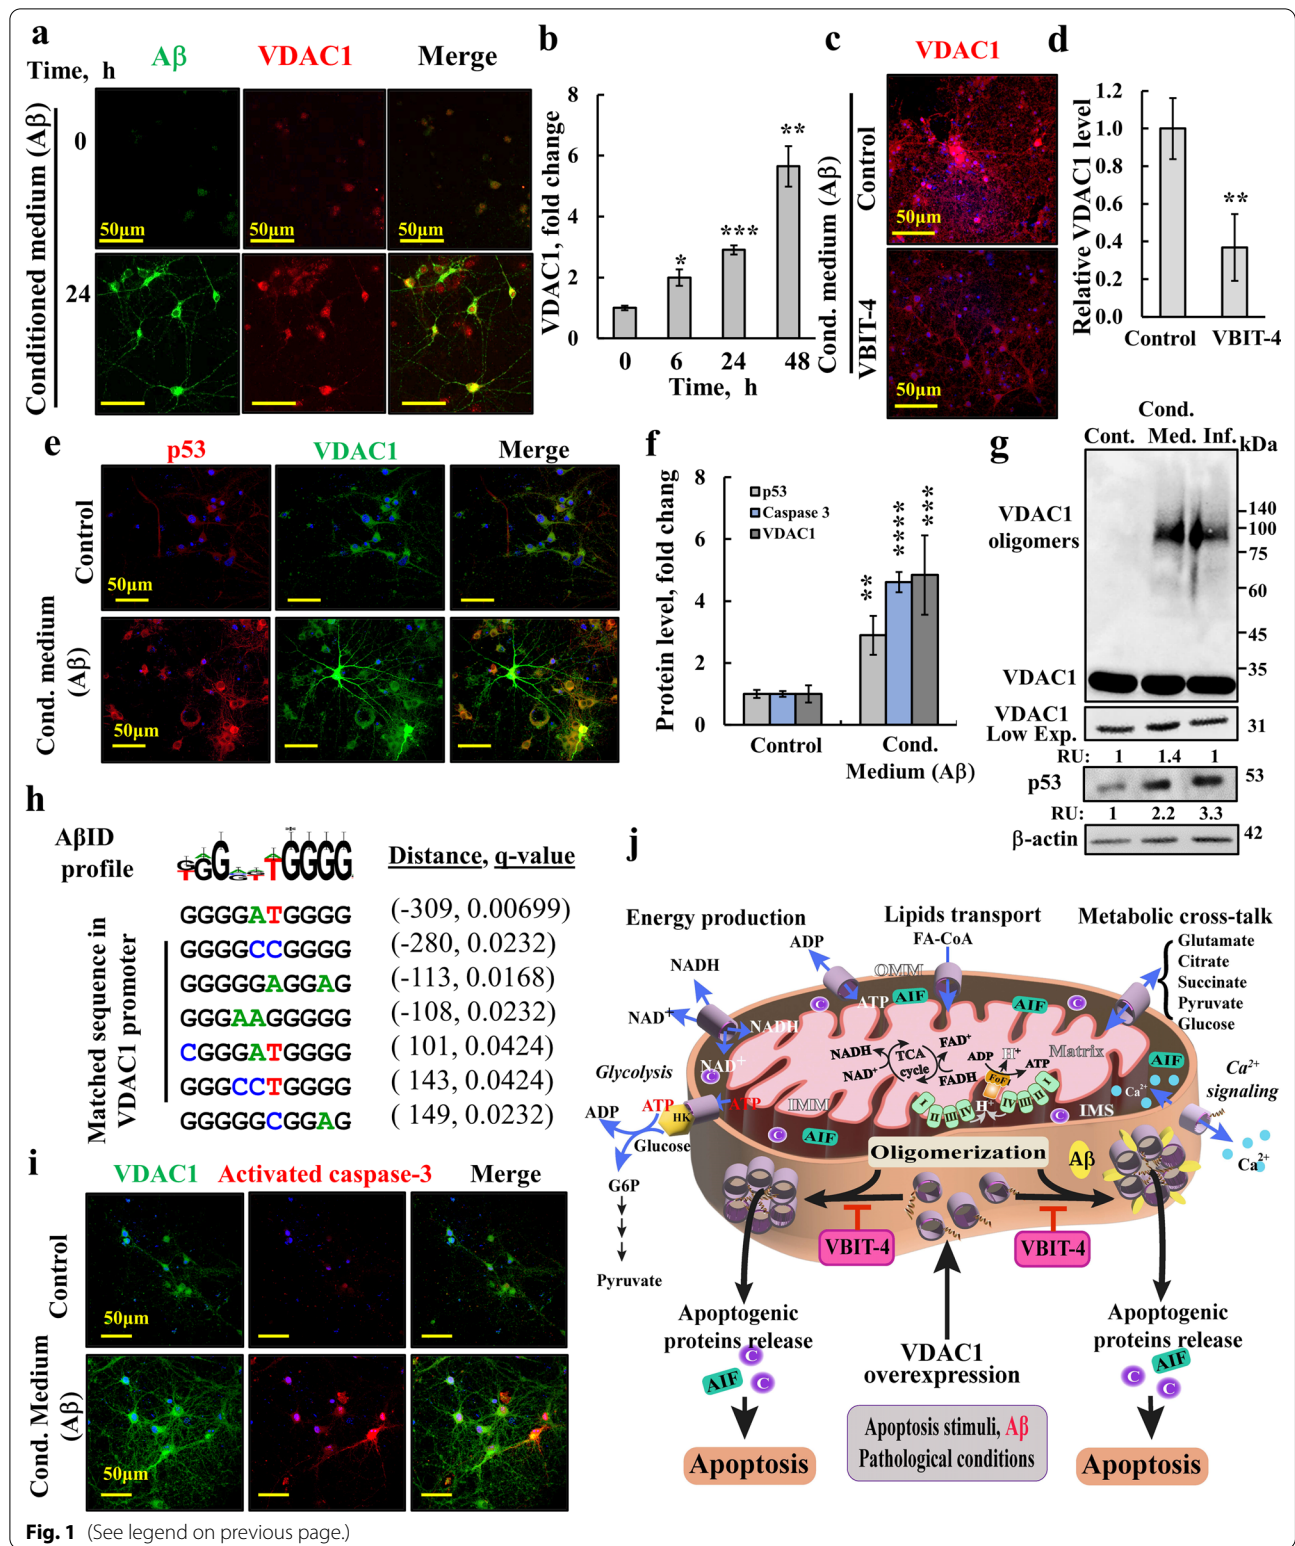 a
Aβ
VDAC1
Merge
Time, h
Conditioned medium (Aβ)
0
50µm
50µm
50µm
24
b
VDAC1, fold change
8
6
4
2
0
*
***
**
0
6
24
48
Time, h
c
VDAC1
Cond. medium (Aβ)
Control
VBIT-4
50µm
50µm
d
Relative VDAC1 level
1.2
1.0
0.8
0.6
0.4
0.2
0.0
**
Control
VBIT-4
e
p53
VDAC1
Merge
Control
50µm
Cond. medium
(Aβ)
50µm
f
Protein level, fold chang
8
6
4
2
0
p53
Caspase 3
VDAC1
**
****
***
Control
Cond.
Medium (Aβ)
g
Cond.
Cont. Med. Inf. kDa
VDAC1
oligomers
140
100
75
60
45
35
VDAC1
VDAC1
Low Exp.
31
RU: 1 1.4 1
p53
53
RU: 1 2.2 3.3
β-actin
42
h
AβID
profile
Distance, q-value
Matched sequence in
VDAC1 promoter
GGGGATGGGG (-309, 0.00699)
GGGGCCGGGG (-280, 0.0232)
GGGGGAGGAG (-113, 0.0168)
GGGAAGGGGG (-108, 0.0232)
CGGGATGGGG ( 101, 0.0424)
GGGCCTGGGG ( 143, 0.0424)
GGGGGCGGAG ( 149, 0.0232)
i
VDAC1
Activated caspase-3
Merge
Control
50µm
Cond. Medium
(Aβ)
50µm
j
Energy production
Lipids transport
Metabolic cross-talk
ADP
FA-CoA
Glutamate
Citrate
Succinate
Pyruvate
Glucose
NADH
OMM
ATP
AIF
C
AIF
C
NAD+
NADH
NAD+
C
NADH
NAD+
TCA
cycle
FAD+
FADH
ADP
H+
ATP
FoF1
Matrix
AIF
Ca2+
Ca2+
signaling
Glycolysis
ADP
ATP
ATP
HK
Glucose
IMM
I
II
III
IV
H+
IV
III
II
I
C
IMS
C
AIF
Ca2+
Oligomerization
Aβ
G6P
Pyruvate
VBIT-4
VBIT-4
Apoptogenic
proteins release
Apoptogenic
proteins release
C
AIF
C
VDAC1
overexpression
AIF
C
C
Apoptosis stimuli, Aβ
Pathological conditions
Apoptosis
Apoptosis
Fig. 1 (See legend on previous page.)